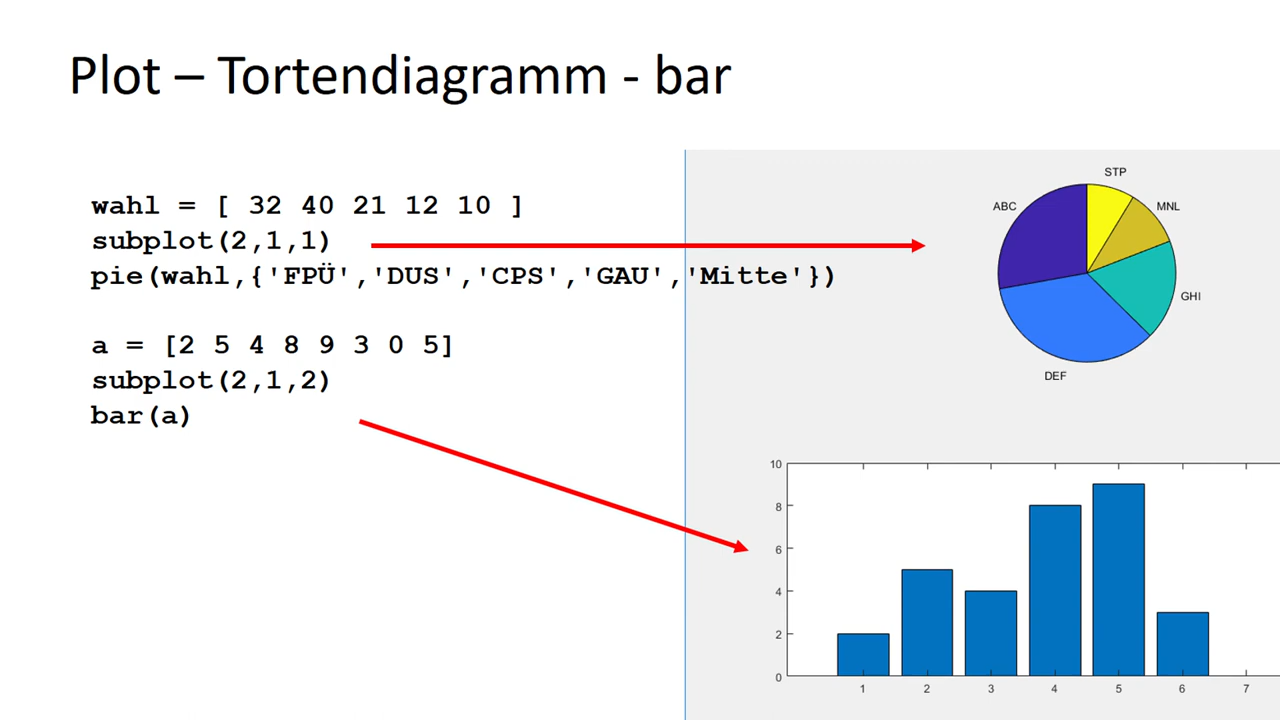 Plot – Tortendiagramm - bar
wahl = [ 32 40 21 12 10 ]
subplot(2,1,1)
pie(wahl,{'FPÜ','DUS','CPS','GAU','Mitte'})
a = [2 5 4 8 9 3 0 5]
subplot(2,1,2)
bar(a)
STP
ABC
MNL
GHI
DEF
10
8
6
4
2
0
1 2 3 4 5 6 7